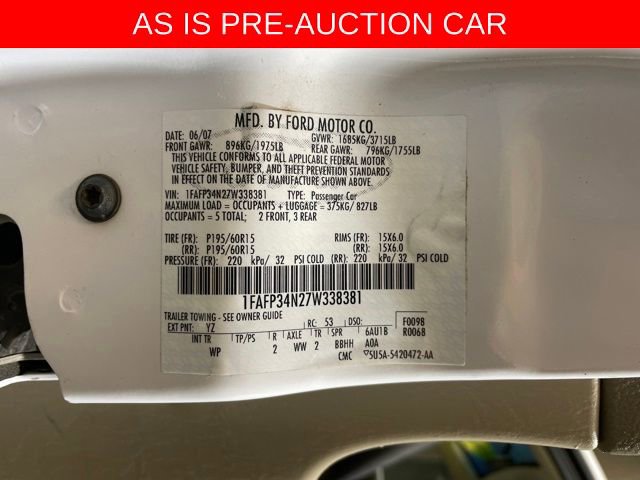 AS IS PRE-AUCTION CAR
MFD. BY FORD MOTOR CO.
DATE: 06/07 GVWR: 1685KG/3715LB
FRONT GAWR: 896KG/1975LB REAR GAWR: 796KG/1755LB
THIS VEHICLE CONFORMS TO ALL APPLICABLE FEDERAL MOTOR
VEHICLE SAFETY, BUMPER, AND THEFT PREVENTION STANDARDS
IN EFFECT ON THE DATE OF MANUFACTURE SHOWN ABOVE.
VIN: 1FAFP34N27W338381 TYPE: Passenger Car
MAXIMUM LOAD = OCCUPANTS + LUGGAGE = 375KG/ 827LB
OCCUPANTS = 5 TOTAL; 2 FRONT, 3 REAR
TIRE (FR): P195/60R15 RIMS (FR): 15X6.0
(RR): P195/60R15 (RR): 15X6.0
PRESSURE (FR): 220 kPa/ 32 PSI COLD (RR): 220 kPa/ 32 PSI COLD
1FAFP34N27W338381
TRAILER TOWING - SEE OWNER GUIDE
EXT PNT: YZ RC: 53 DSO: F0098
INT TR TP/PS R AXLE TR SPR 6AU1B R0068
WP 2 WW 2 BBHH A0A
CMC 5U5A-5420472-AA